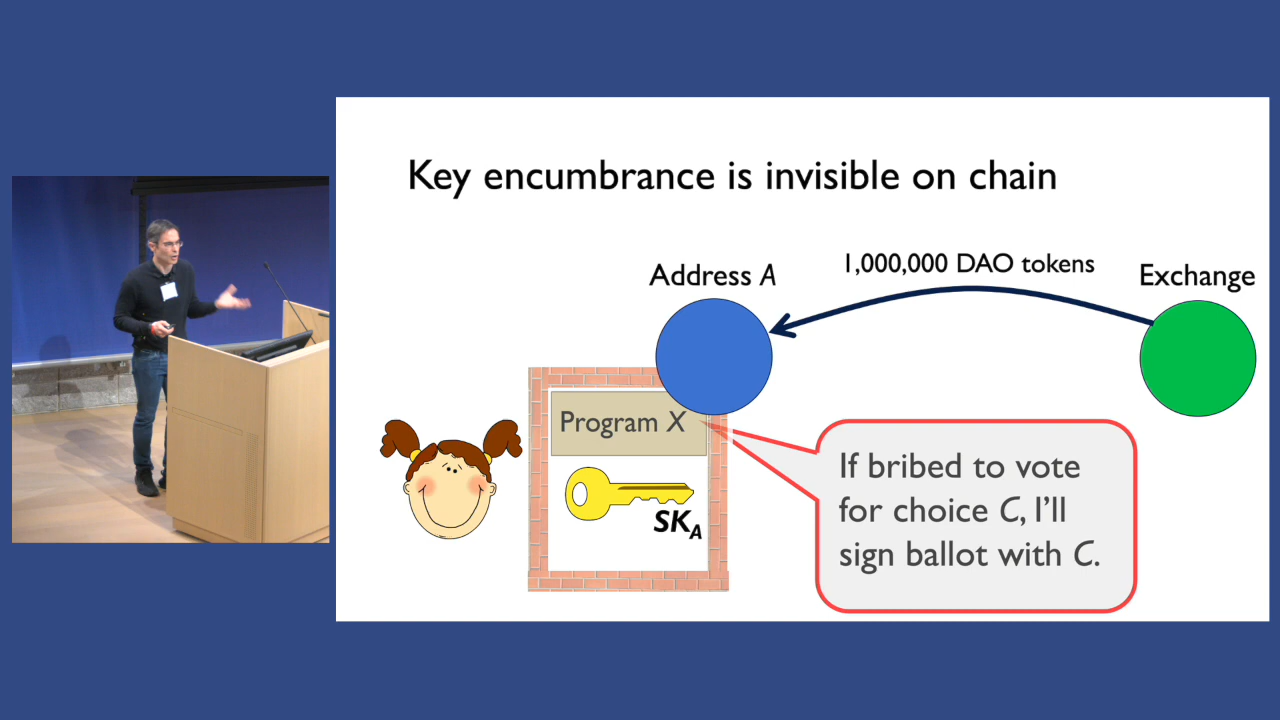 Key encumbrance is invisible on chain
1,000,000 DAO tokens
Address A
Exchange
Program X
SKA
If bribed to vote
for choice C, I'll
sign ballot with C.